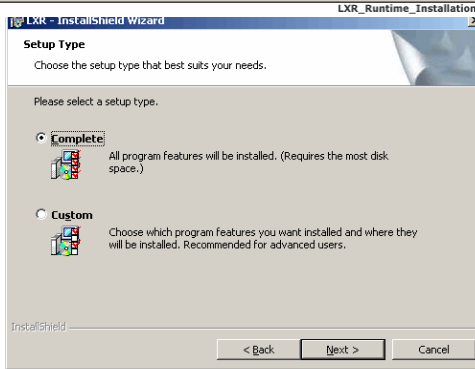 LXR_Runtime_Installation
LXR - InstallShield Wizard
Setup Type
Choose the setup type that best suits your needs.
Please select a setup type.
Complete
All program features will be installed. (Requires the most disk
space.)
Custom
Choose which program features you want installed and where they
will be installed. Recommended for advanced users.
InstallShield
< Back
Next >
Cancel